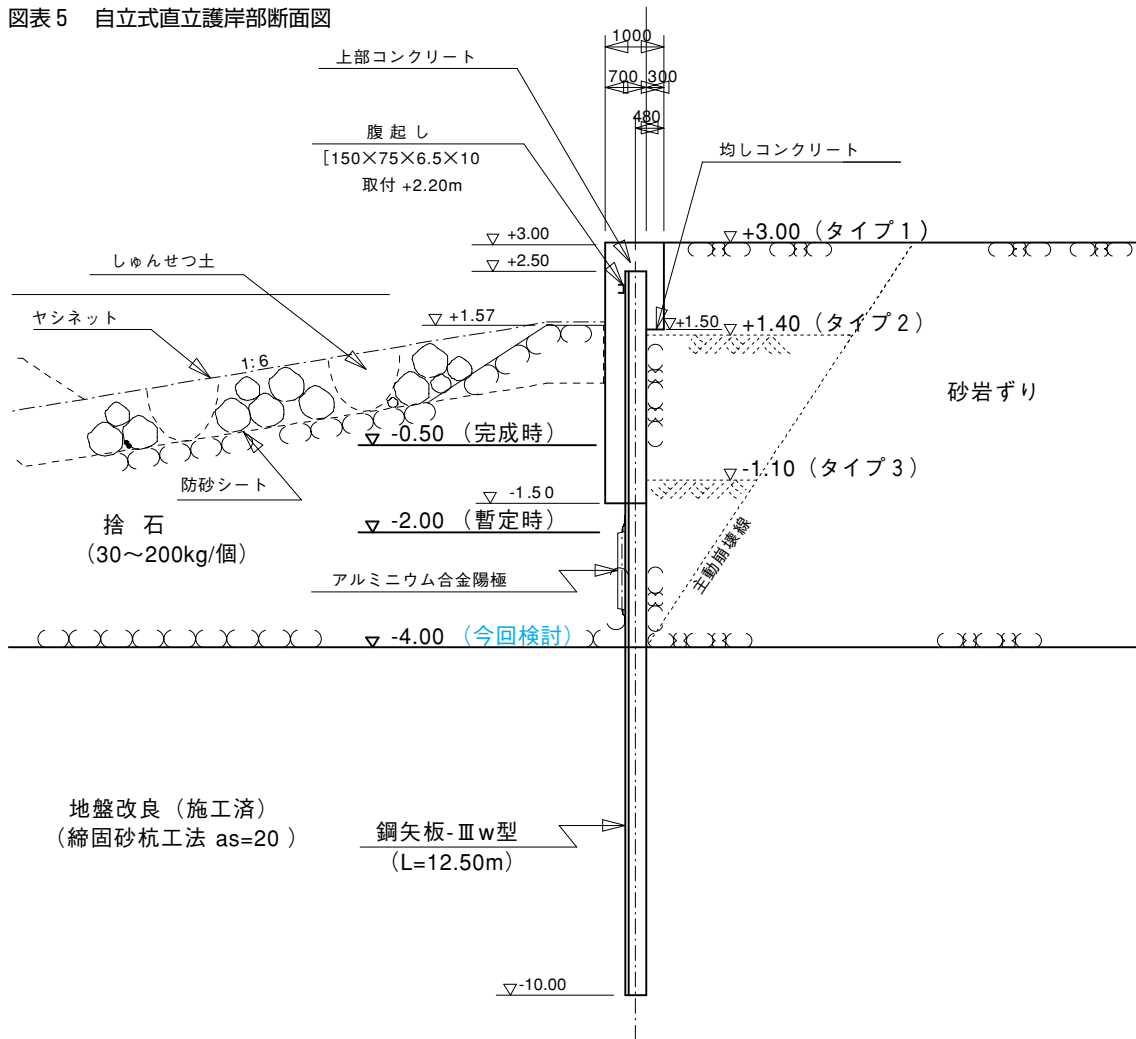 図表5 自立式直立護岸部断面図
1000
上部コンクリート
700 300
480
腹起し
[150×75×6.5×10
取付 +2.20m
均しコンクリート
+3.00
+3.00(タイプ1)
+2.50
しゅんせつ土
ヤシネット
+1.57
+1.50
+1.40(タイプ2)
1:6
砂岩ずり
-0.50(完成時)
-1.10(タイプ3)
防砂シート
-1.50
捨石
(30〜200kg/個)
-2.00(暫定時)
主動崩壊線
アルミニウム合金陽極
-4.00(今回検討)
地盤改良(施工済)
(締固砂杭工法 as=20 )
鋼矢板-Ⅲw型
(L=12.50m)
-10.00